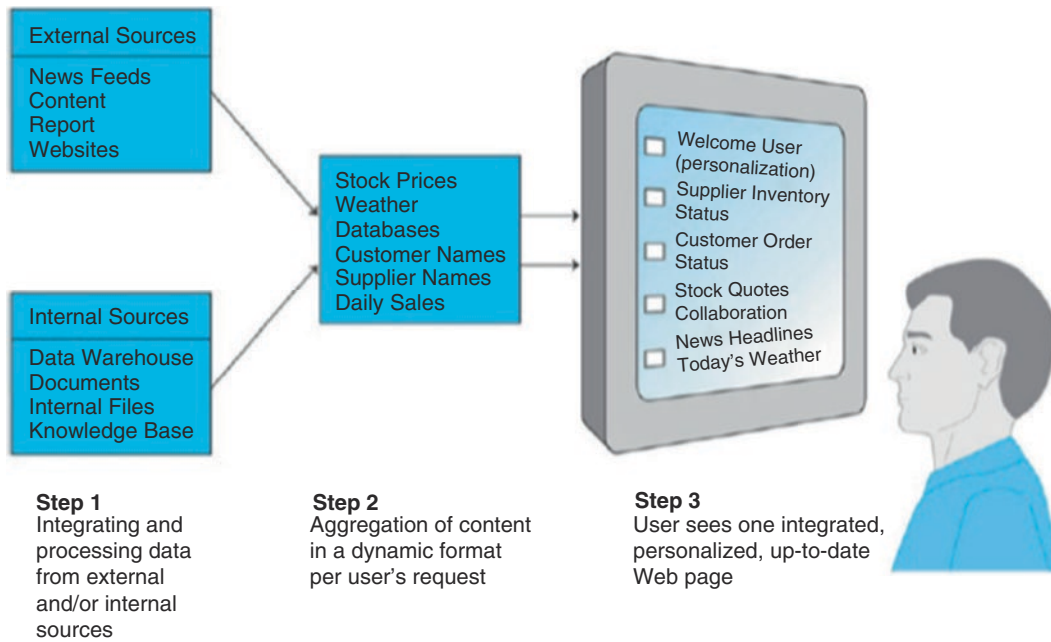 External Sources
News Feeds
Content
Report
Websites
Internal Sources
Data Warehouse
Documents
Internal Files
Knowledge Base
Stock Prices
Weather
Databases
Customer Names
Supplier Names
Daily Sales
Welcome User
(personalization)
Supplier Inventory
Status
Customer Order
Status
Stock Quotes
Collaboration
News Headlines
Today's Weather
Step 1
Integrating and
processing data
from external
and/or internal
sources
Step 2
Aggregation of content
in a dynamic format
per user's request
Step 3
User sees one integrated,
personalized, up-to-date
Web page